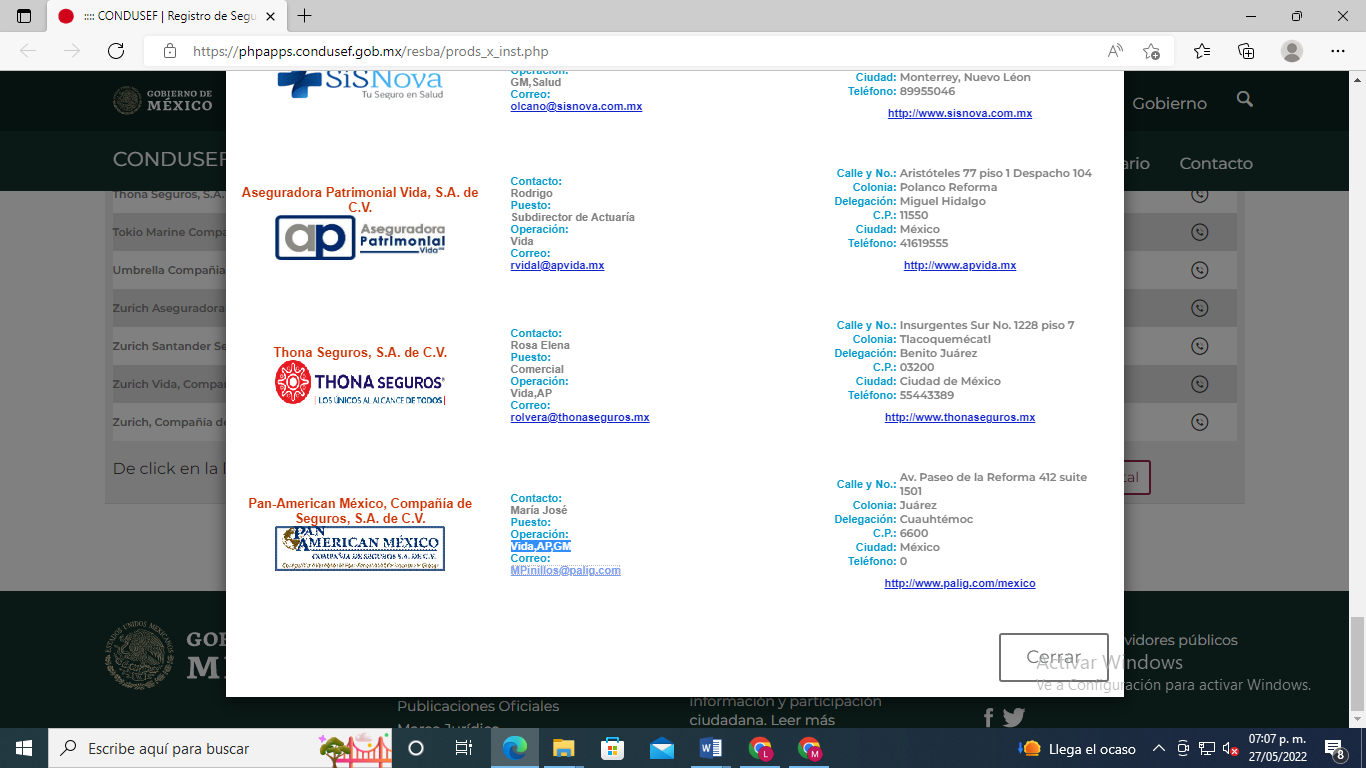 :::: CONDUSEF | Registro de Segu
https://phpapps.condusef.gob.mx/resba/prods_x_inst.php
GOBIERNO DE
MÉXICO
Gobierno
CONDUSEF
ario
Contacto
Thona Seguros, S.A.
Tokio Marine Compa
Umbrella Compañía
Zurich Aseguradora
Zurich Santander Se
Zurich Vida, Compa
Zurich, Compañía de
De click en la l
tal
SiSNova
Tu Seguro en Salud
Operación:
GM,Salud
Correo:
olcano@sisnova.com.mx
Ciudad: Monterrey, Nuevo Léon
Teléfono: 89955046
http://www.sisnova.com.mx
Aseguradora Patrimonial Vida, S.A. de
C.V.
ap Aseguradora
Patrimonial
Vida
Contacto:
Rodrigo
Puesto:
Subdirector de Actuaría
Operación:
Vida
Correo:
rvidal@apvida.mx
Calle y No.: Aristóteles 77 piso 1 Despacho 104
Colonia: Polanco Reforma
Delegación: Miguel Hidalgo
C.P.: 11550
Ciudad: México
Teléfono: 41619555
http://www.apvida.mx
Thona Seguros, S.A. de C.V.
THONA SEGUROS
LOS ÚNICOS AL ALCANCE DE TODOS
Contacto:
Rosa Elena
Puesto:
Comercial
Operación:
Vida,AP
Correo:
rolvera@thonaseguros.mx
Calle y No.: Insurgentes Sur No. 1228 piso 7
Colonia: Tlacoquemécatl
Delegación: Benito Juárez
C.P.: 03200
Ciudad: Ciudad de México
Teléfono: 55443389
http://www.thonaseguros.mx
Pan-American México, Compañía de
Seguros, S.A. de C.V.
PAN
AMERICAN MÉXICO
COMPAÑÍA DE SEGUROS S.A. DE C.V.
Contacto:
María José
Puesto:
Operación:
Vida,AP,GM
Correo:
MPinillos@palig.com
Calle y No.: Av. Paseo de la Reforma 412 suite
1501
Colonia: Juárez
Delegación: Cuauhtémoc
C.P.: 6600
Ciudad: México
Teléfono: 0
http://www.palig.com/mexico
Cerrar
GOB
M
Publicaciones Oficiales
Marco Jurídico
información y participación
ciudadana. Leer más
vidores públicos
Activar Windows
Ve a Configuración para activar Windows.
Escribe aquí para buscar
Llega el ocaso
07:07 p. m.
27/05/2022
8